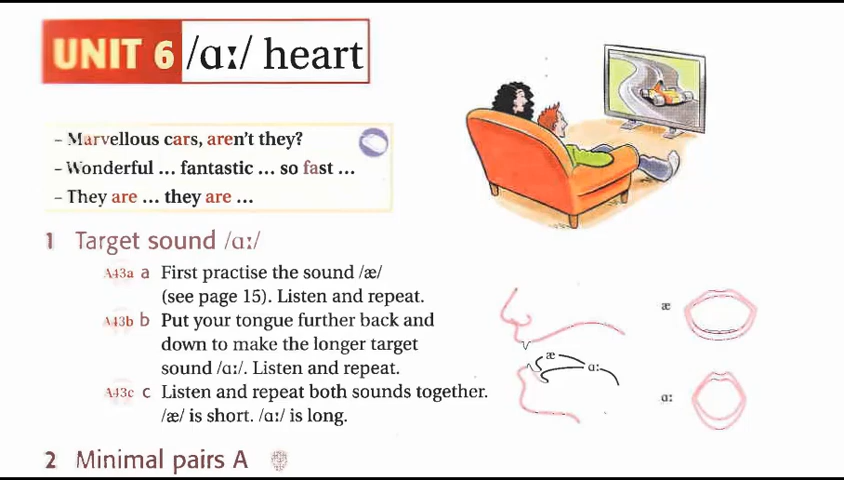 UNIT 6 /ɑː/ heart
– Marvellous cars, aren't they?
– Wonderful ... fantastic ... so fast ...
– They are ... they are ...
1 Target sound /ɑː/
A43a a First practise the sound /æ/
(see page 15). Listen and repeat.
A43b b Put your tongue further back and
down to make the longer target
sound /ɑː/. Listen and repeat.
A43c c Listen and repeat both sounds together.
/æ/ is short. /ɑː/ is long.
æ
æ
ɑː
ɑː
2 Minimal pairs A